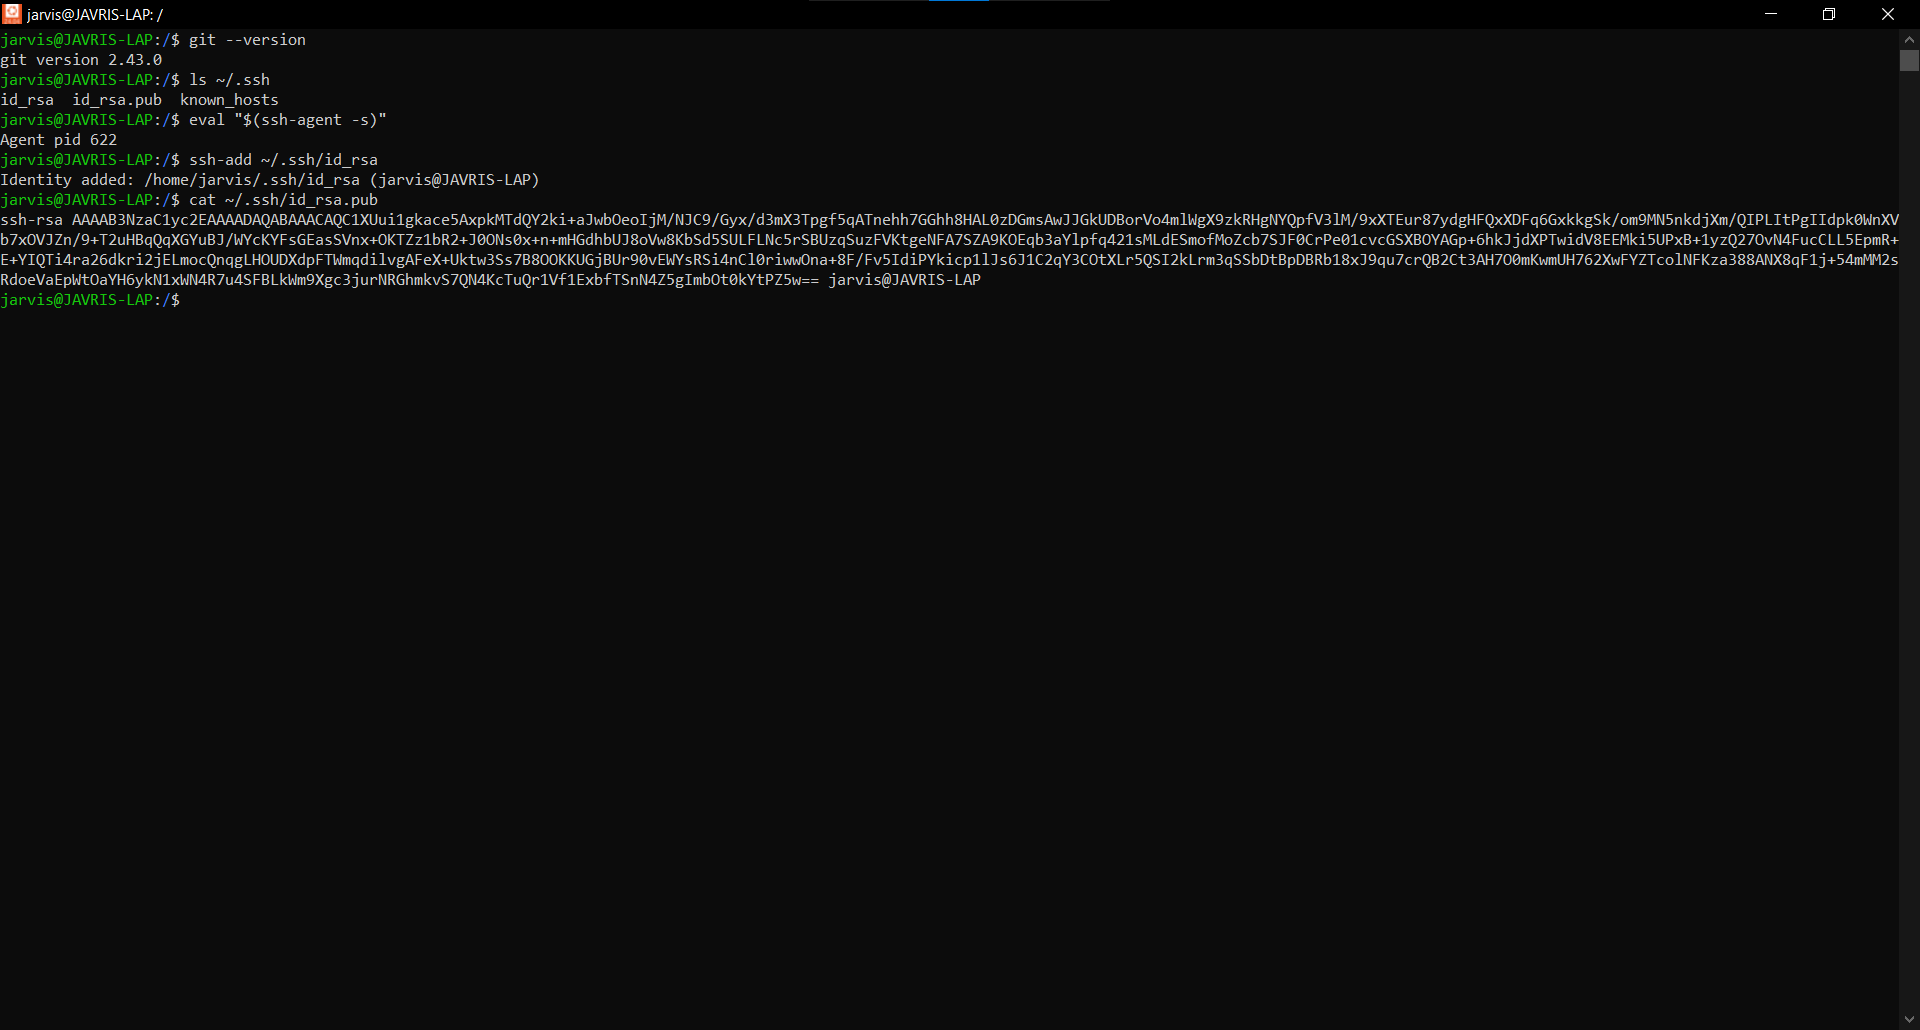 jarvis@JAVRIS-LAP: /
jarvis@JAVRIS-LAP:/$ git --version
git version 2.43.0
jarvis@JAVRIS-LAP:/$ ls ~/.ssh
id_rsa  id_rsa.pub  known_hosts
jarvis@JAVRIS-LAP:/$ eval "$(ssh-agent -s)"
Agent pid 622
jarvis@JAVRIS-LAP:/$ ssh-add ~/.ssh/id_rsa
Identity added: /home/jarvis/.ssh/id_rsa (jarvis@JAVRIS-LAP)
jarvis@JAVRIS-LAP:/$ cat ~/.ssh/id_rsa.pub
ssh-rsa AAAAB3NzaC1yc2EAAAADAQABAAACAQC1XUui1gkace5AxpkMTdQY2ki+aJwbOeoIjM/NJC9/Gyx/d3mX3Tpgf5qATnehh7GGhh8HAL0zDGmsAwJJGkUDBorVo4mlWgX9zkRHgNYQpfV3lM/9xXTEur87ydgHFQxXDFq6GxkkgSk/om9MN5nkdjXm/QIPLItPgIIdpk0WnXV
b7xOVJZn/9+T2uHBqQqXGYuBJ/WYcKYFsGEasSVnx+OKTZz1bR2+J0ONs0x+n+mHGdhbUJ8oVw8KbSd5SULFLNc5rSBUzqSuzFVKtgeNFA7SZA9KOEqb3aYlpfq421sMLdESmofMoZcb7SJF0CrPe01cvcGSXBOYAGp+6hkJjdXPTwidV8EEMki5UPxB+1yzQ27OvN4FucCLL5EpmR+
E+YIQTi4ra26dkri2jELmocQnqgLHOUDXdpFTWmqdilvgAFeX+Uktw3Ss7B8OOKKUGjBUr90vEWYsRSi4nCl0riwwOna+8F/Fv5IdiPYkicp1lJs6J1C2qY3COtXLr5QSI2kLrm3qSSbDtBpDBRb18xJ9qu7crQB2Ct3AH7O0mKwmUH762XwFYZTcolNFKza388ANX8qF1j+54mMM2s
RdoeVaEpWtOaYH6ykN1xWN4R7u4SFBLkWm9Xgc3jurNRGhmkvS7QN4KcTuQr1Vf1ExbfTSnN4Z5gImbOt0kYtPZ5w== jarvis@JAVRIS-LAP
jarvis@JAVRIS-LAP:/$